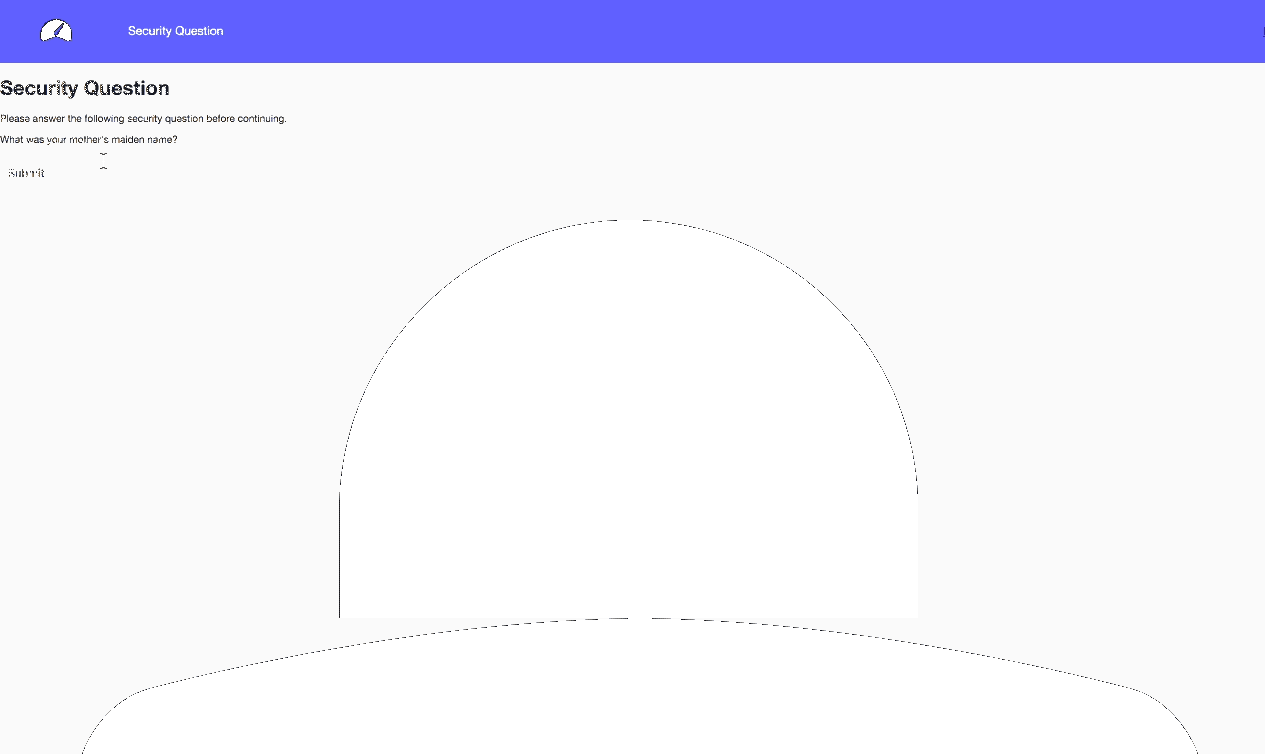 Security Question
Security Question
Please answer the following security question before continuing.
What was your mother's maiden name?
Submit